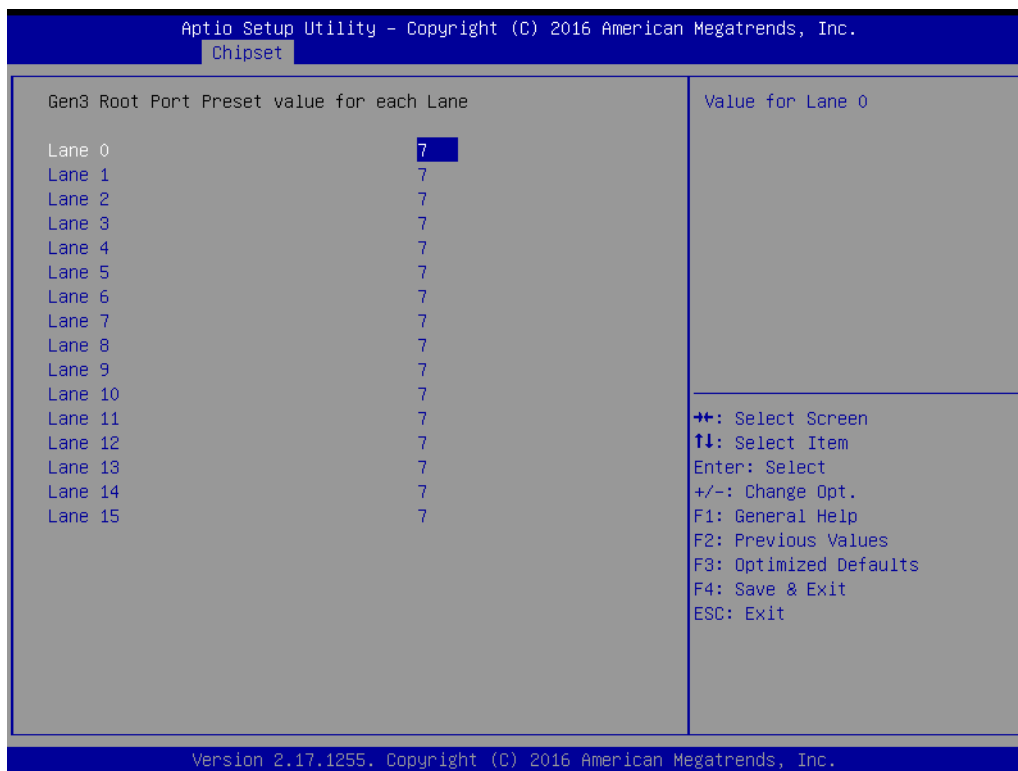 Aptio Setup Utility – Copyright (C) 2016 American Megatrends, Inc.
Chipset
Gen3 Root Port Preset value for each Lane
Lane 0 7
Lane 1 7
Lane 2 7
Lane 3 7
Lane 4 7
Lane 5 7
Lane 6 7
Lane 7 7
Lane 8 7
Lane 9 7
Lane 10 7
Lane 11 7
Lane 12 7
Lane 13 7
Lane 14 7
Lane 15 7
Value for Lane 0
→←: Select Screen
↑↓: Select Item
Enter: Select
+/-: Change Opt.
F1: General Help
F2: Previous Values
F3: Optimized Defaults
F4: Save & Exit
ESC: Exit
Version 2.17.1255. Copyright (C) 2016 American Megatrends, Inc.